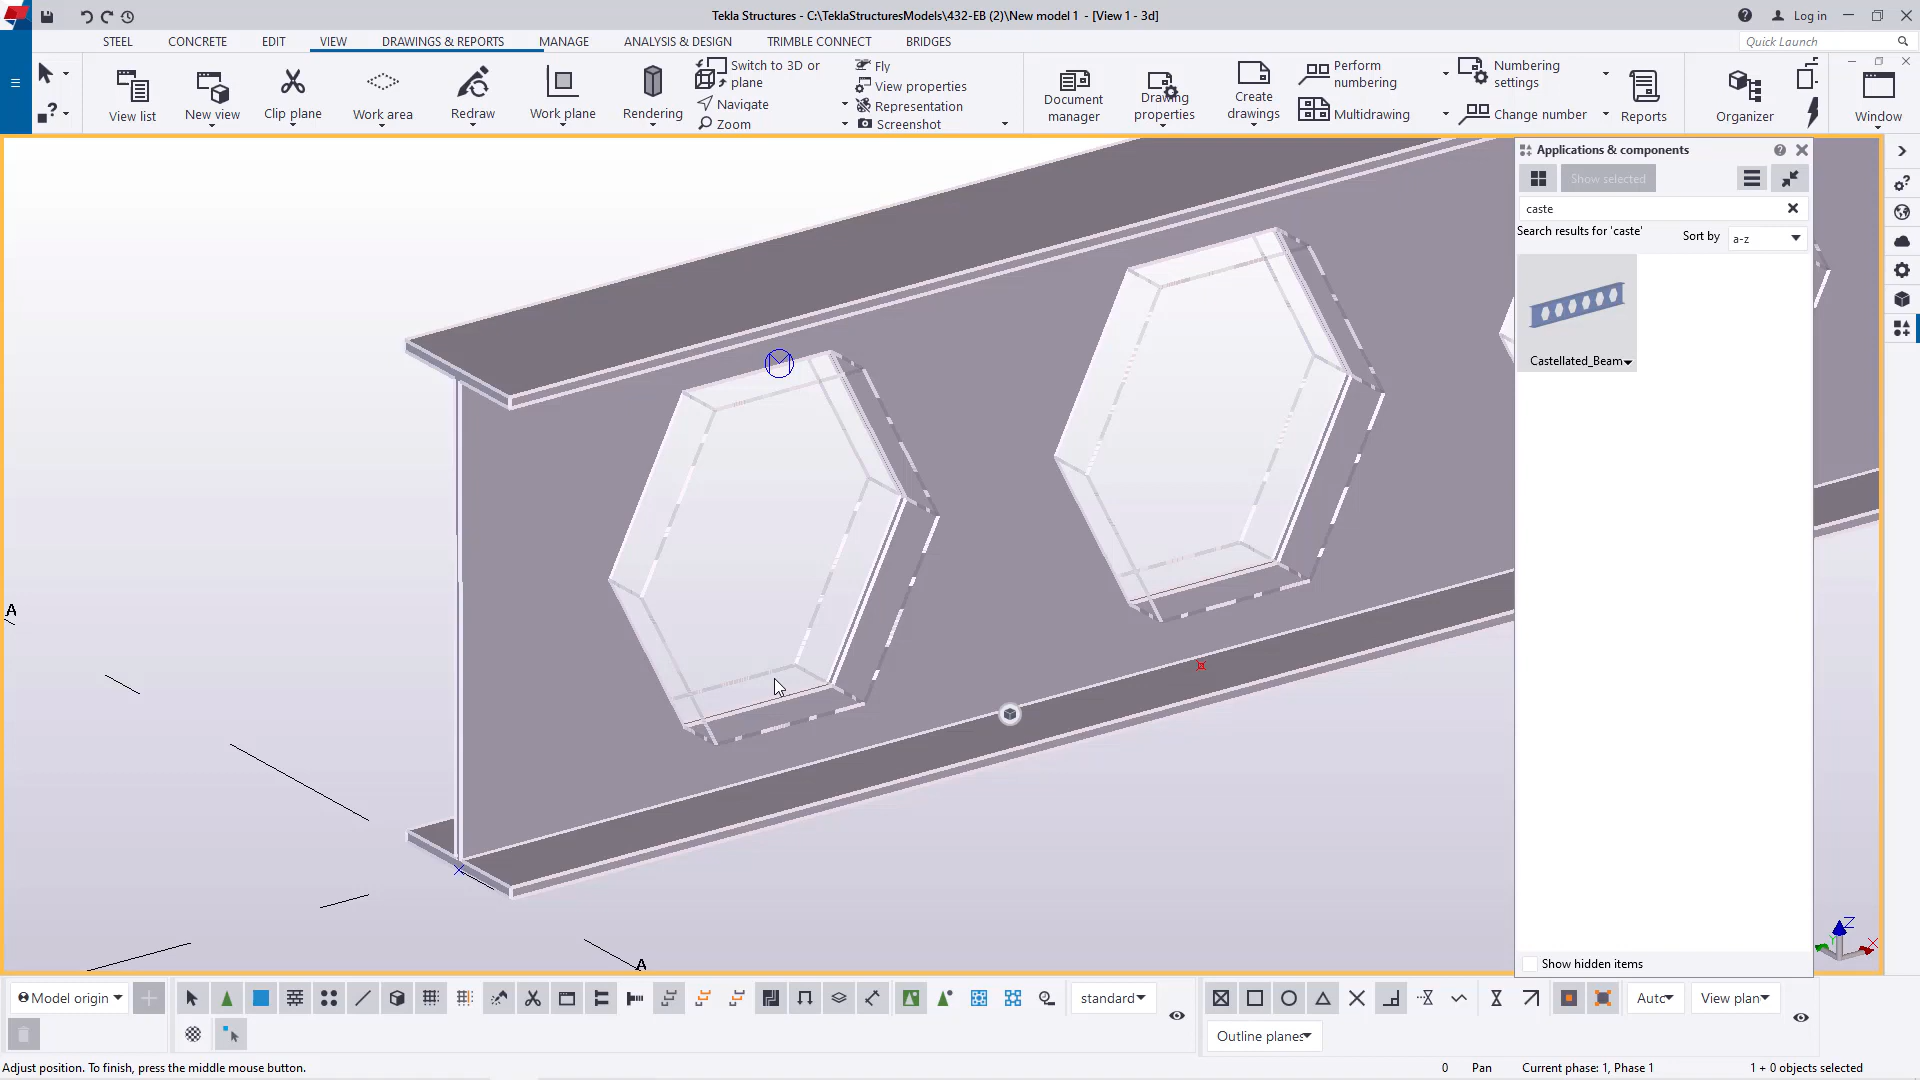 Tekla Structures - C:\TeklaStructuresModels\432-EB (2)\New model 1 - [View 1 - 3d]
Log in
STEEL
CONCRETE
EDIT
VIEW
DRAWINGS & REPORTS
MANAGE
ANALYSIS & DESIGN
TRIMBLE CONNECT
BRIDGES
Quick Launch
View list
New view
Clip plane
Work area
Redraw
Work plane
Rendering
Switch to 3D or
plane
Navigate
Zoom
Fly
View properties
Representation
Screenshot
Document
manager
Drawing
properties
Create
drawings
Perform
numbering
Multidrawing
Numbering
settings
Change number
Reports
Organizer
Window
Applications & components
Show selected
caste
Search results for 'caste'
Sort by
a-z
Castellated_Beam
Show hidden items
A
A
Z
X
Model origin
standard
Auto
View plan
Outline planes
Adjust position. To finish, press the middle mouse button.
0
Pan
Current phase: 1, Phase 1
1 + 0 objects selected